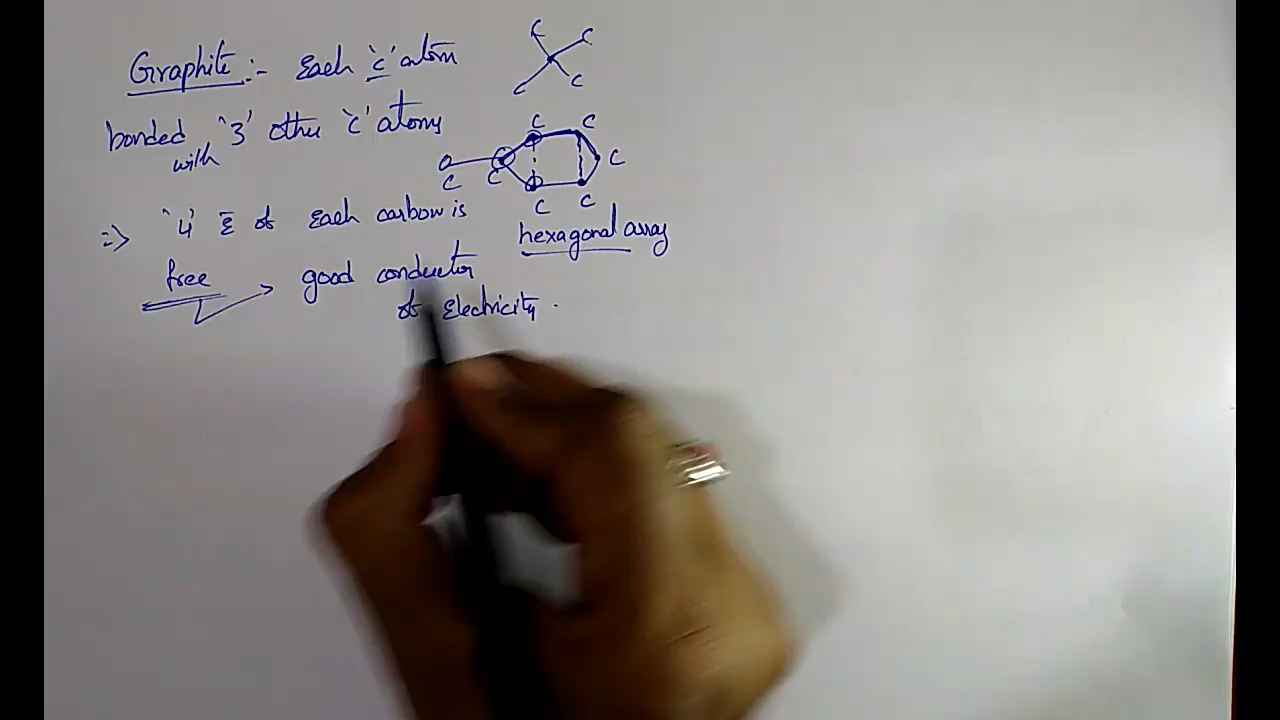 Graphite :- Each 'C' atom
bonded with '3' other 'C' atoms
=> '4' ē of Each carbon is
free → good conductor
of Electricity .
C C
C C
C C
C C C
C C
hexagonal array